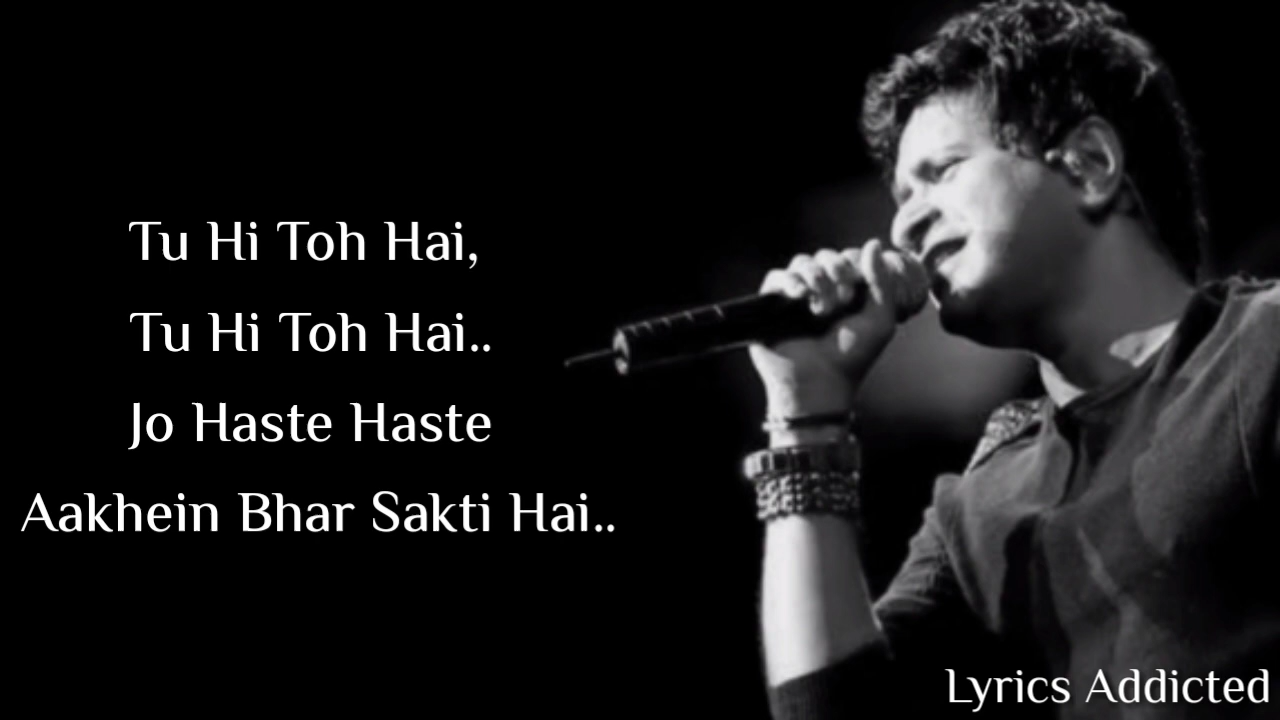 Tu Hi Toh Hai,
Tu Hi Toh Hai..
Jo Haste Haste
Aakhein Bhar Sakti Hai..
Lyrics Addicted